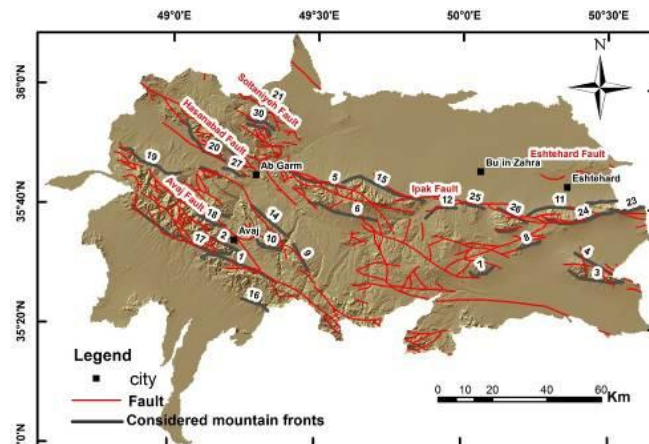 49°0'E 49°30'E 50°0'E 50°30'E
N
36°0'N
35°40'N
35°20'N
0'N
21
Soltaniyeh Fault
30
Hasanabad Fault
20
27
Ab Garm
19
5
15
Bu in Zahra
Eshtehard Fault
Eshtehard
Ipak Fault
12
25
26
11
24
23
6
Avaj Fault
18
14
17
2
Avaj
10
9
1
8
7
4
3
16
Legend
city
Fault
Considered mountain fronts
0 10 20 40 60
Km